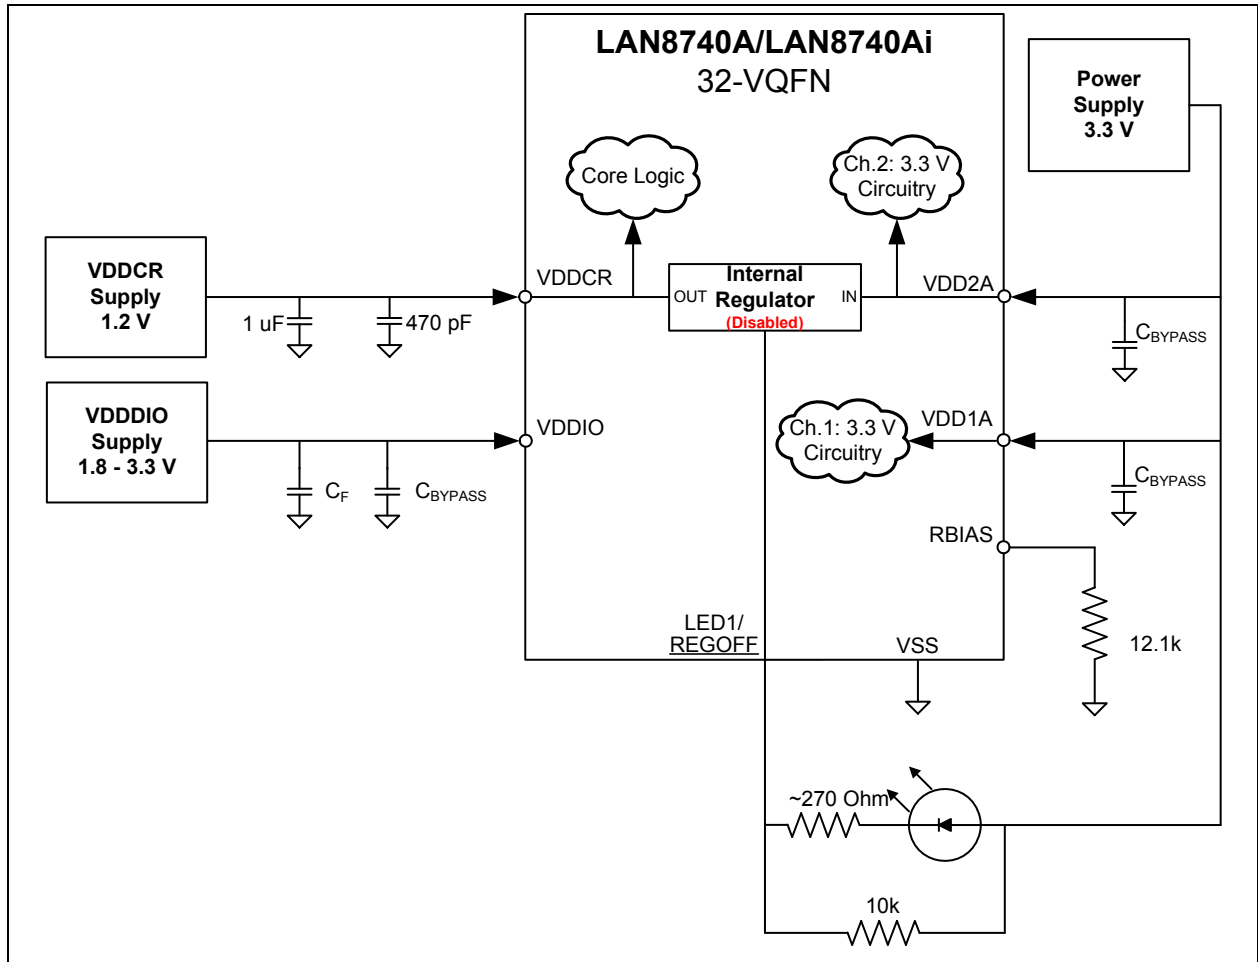 LAN8740A/LAN8740Ai
32-VQFN
Power
Supply
3.3 V
Core Logic
Ch.2: 3.3 V
Circuitry
VDDCR
Supply
1.2 V
VDDCR
OUT
Internal
Regulator
(Disabled)
IN
VDD2A
1 uF
470 pF
CBYPASS
VDDDIO
Supply
1.8 - 3.3 V
VDDIO
Ch.1: 3.3 V
Circuitry
VDD1A
CF
CBYPASS
CBYPASS
RBIAS
LED1/
REGOFF
VSS
12.1k
~270 Ohm
10k